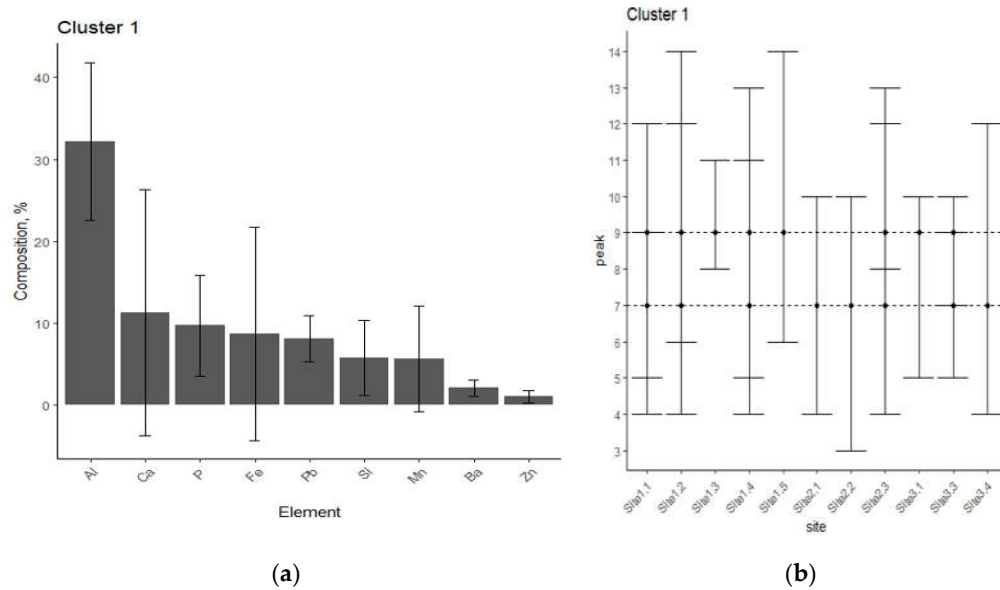 Cluster 1
Composition, %
40
30
20
10
0
Al
Ca
P
Fe
Pb
Si
Mn
Ba
Zn
Element
(a)
Cluster 1
peak
14
13
12
11
10
9
8
7
6
5
4
3
Site1,1
Site1,2
Site1,3
Site1,4
Site1,5
Site2,1
Site2,2
Site2,3
Site3,1
Site3,3
Site3,4
site
(b)